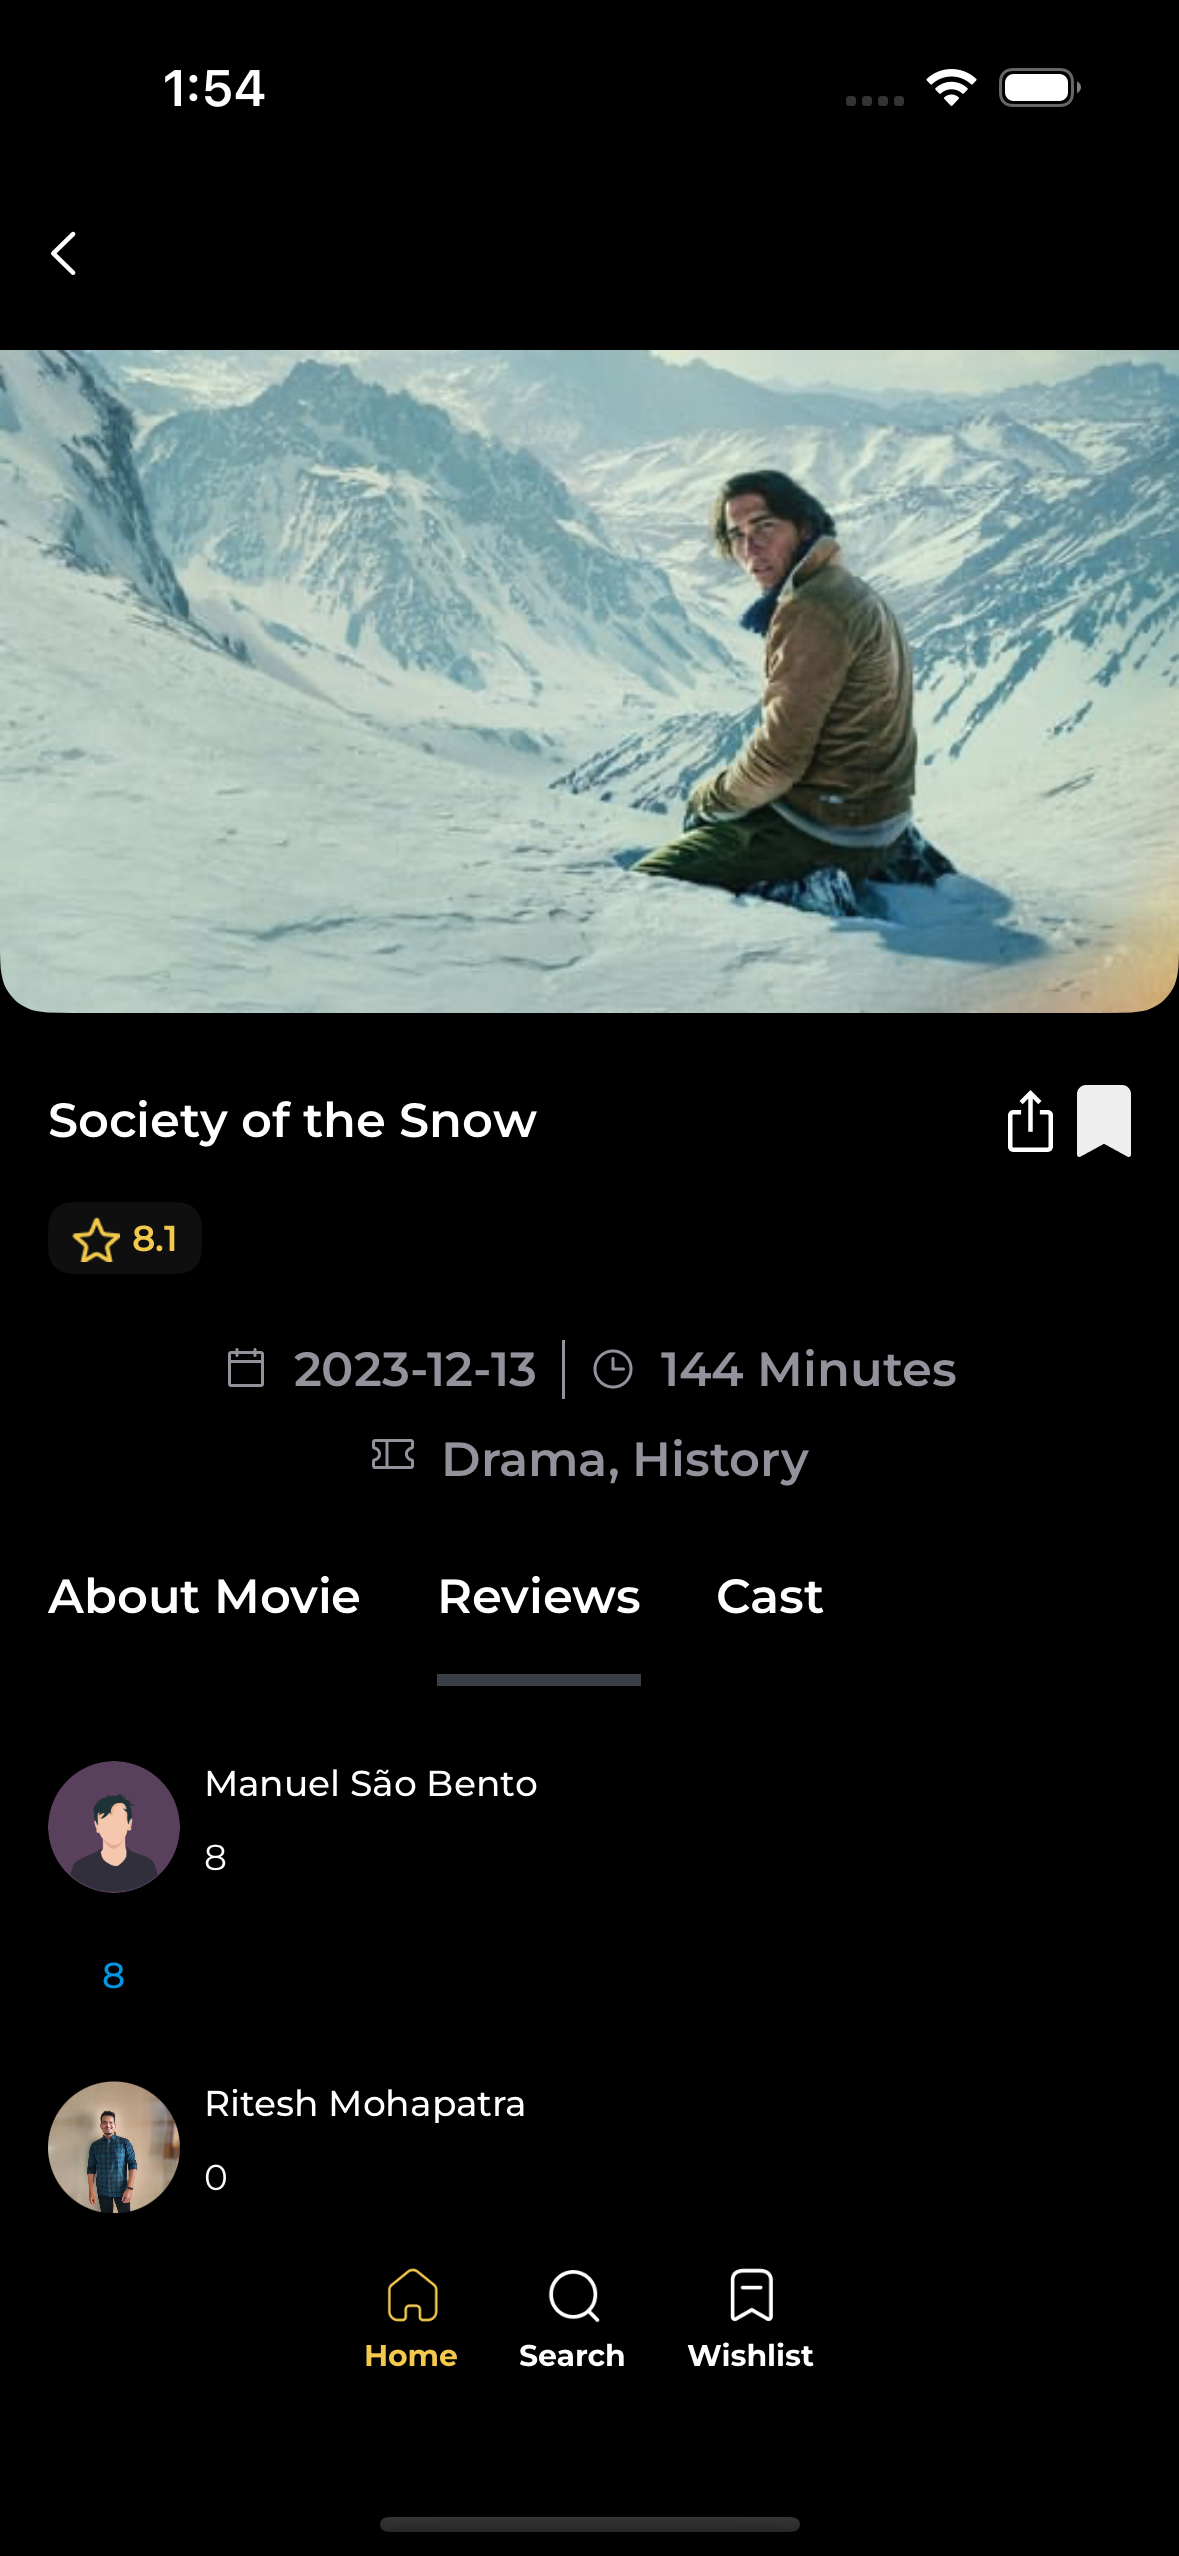 1:54
Society of the Snow
8.1
2023-12-13 144 Minutes
Drama, History
About Movie Reviews Cast
Manuel São Bento
8
8
Ritesh Mohapatra
0
Home Search Wishlist